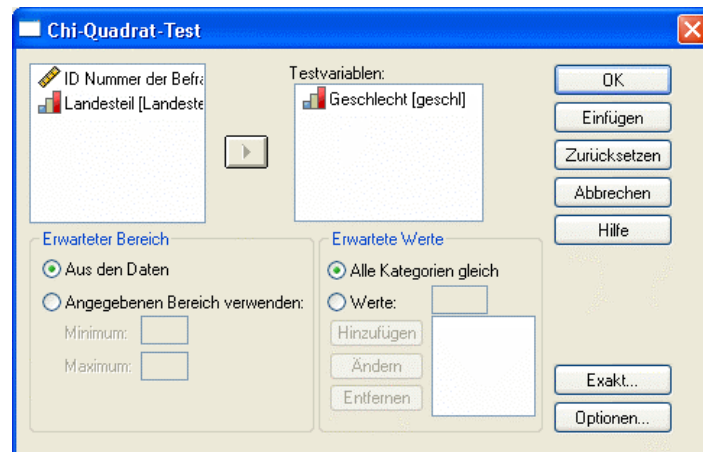 Chi-Quadrat-Test
ID Nummer der Befra
Landesteil [Landeste
Testvariablen:
Geschlecht [geschl]
OK
Einfügen
Zurücksetzen
Abbrechen
Hilfe
Erwarteter Bereich
Aus den Daten
Angegebenen Bereich verwenden:
Minimum:
Maximum:
Erwartete Werte
Alle Kategorien gleich
Werte:
Hinzufügen
Ändern
Entfernen
Exakt...
Optionen...